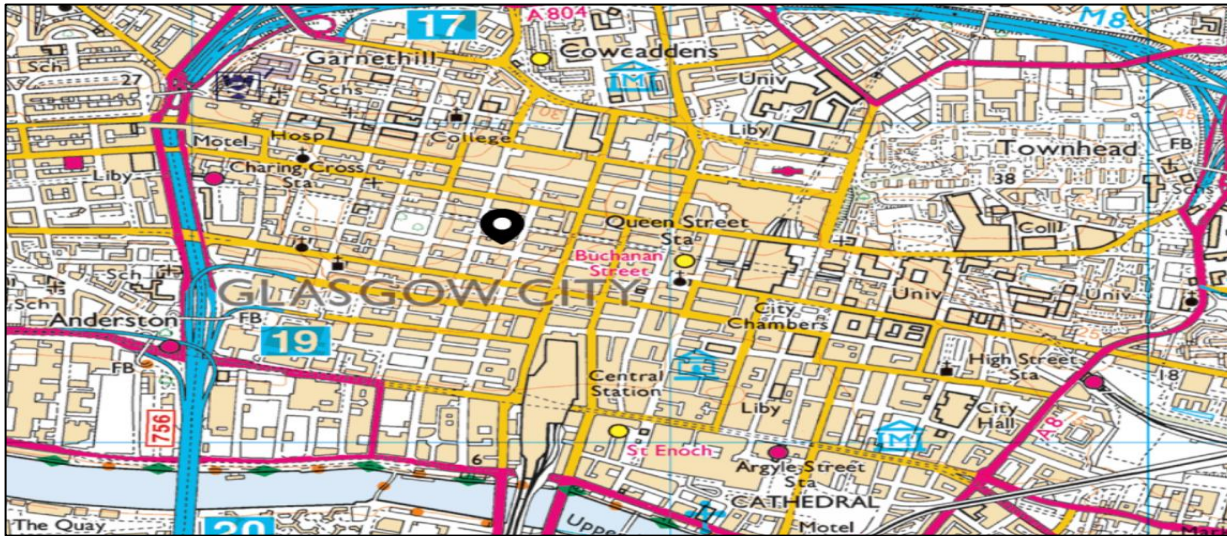 17
A 804
M8
Sch
Garnethill
Cowcaddens
27
45
Schs
Univ
30
Motel
Hosp
College
Liby
Townhead
FB
Liby
Charing Cross
Sta
38
Schs
Queen Street
Sta
Coll
Buchanan
Street
Sch
GLASGOW CITY
Sch
Univ
Univ
Anderston
FB
City
Chambers
19
FB
Central
Station
High Street
Sta
18
756
Liby
City
Hall
St Enoch
6
Argyle Street
Sta
CATHEDRAL
The Quay
20
Upper
Motel